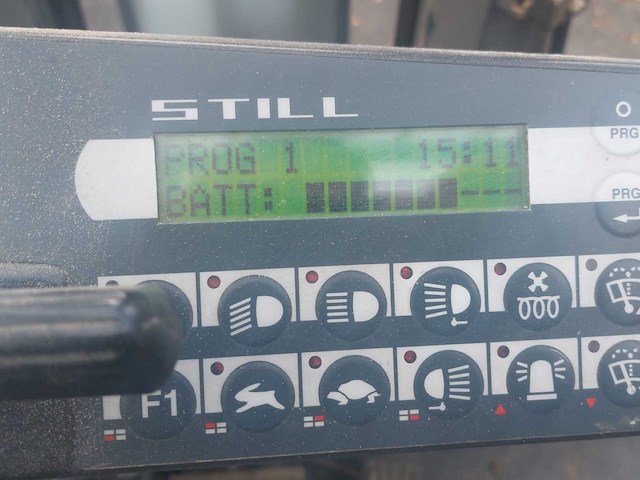 STILL
PROG 1 15:11
BATT:
PRG
PRG
F1